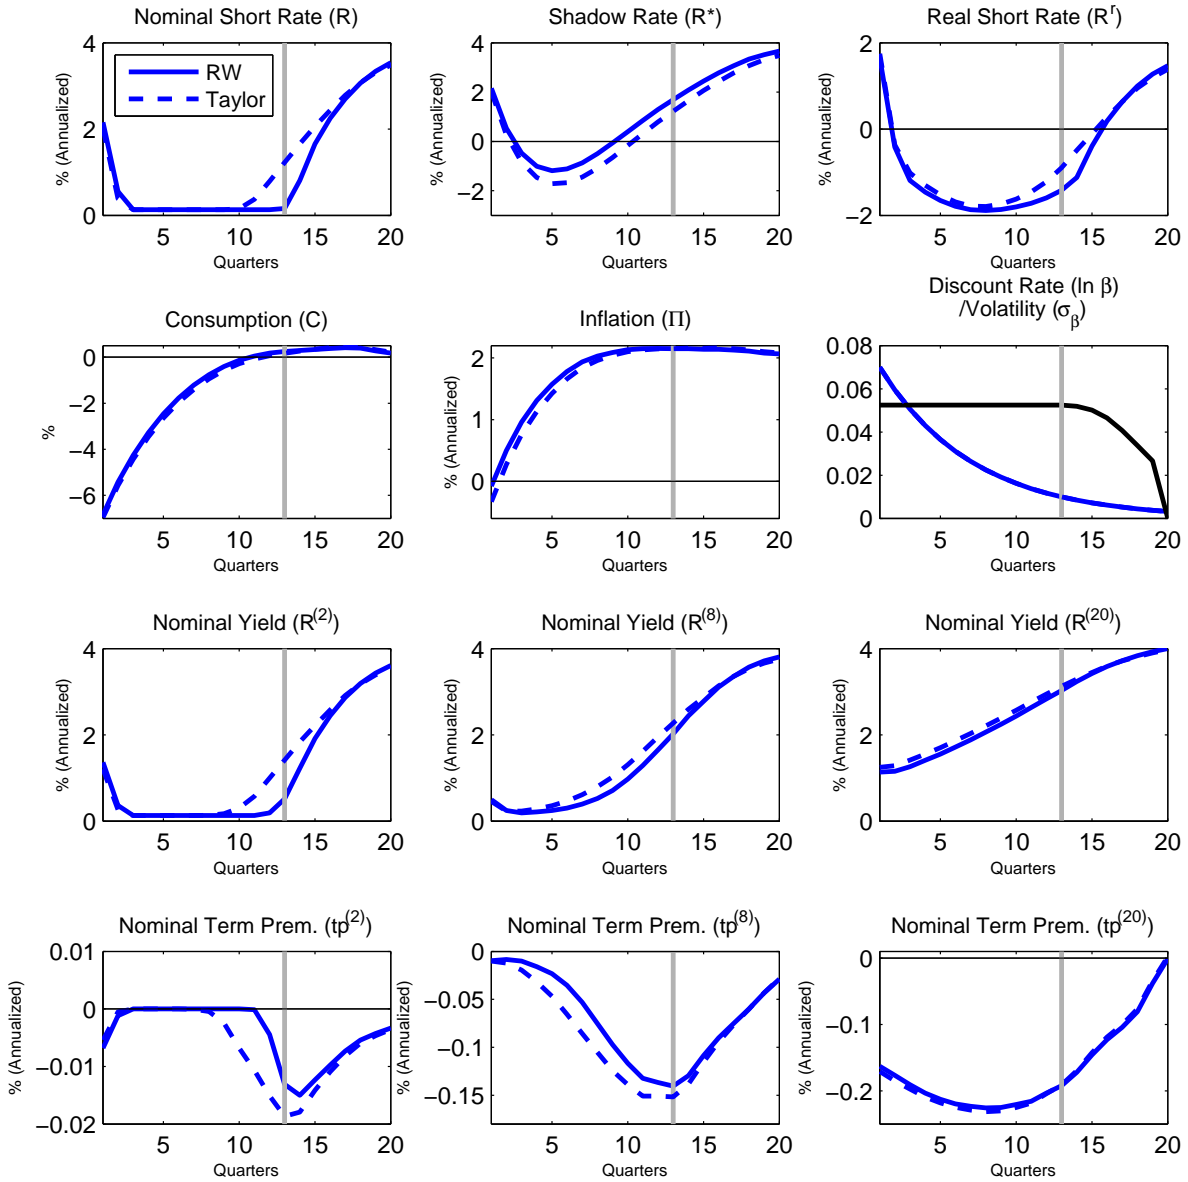 Nominal Short Rate (R)
Shadow Rate (R*)
Real Short Rate (Rʳ)
% (Annualized)
4
2
0
RW
Taylor
5 10 15 20
Quarters
% (Annualized)
4
2
0
−2
5 10 15 20
Quarters
% (Annualized)
2
0
−2
5 10 15 20
Quarters
Consumption (C)
Inflation (Π)
Discount Rate (ln β)
/Volatility (σ_β)
%
0
−2
−4
−6
5 10 15 20
Quarters
% (Annualized)
2
1
0
5 10 15 20
Quarters
0.08
0.06
0.04
0.02
0
5 10 15 20
Quarters
Nominal Yield (R⁽²⁾)
Nominal Yield (R⁽⁸⁾)
Nominal Yield (R⁽²⁰⁾)
% (Annualized)
4
2
0
5 10 15 20
Quarters
% (Annualized)
4
2
0
5 10 15 20
Quarters
% (Annualized)
4
2
0
5 10 15 20
Quarters
Nominal Term Prem. (tp⁽²⁾)
Nominal Term Prem. (tp⁽⁸⁾)
Nominal Term Prem. (tp⁽²⁰⁾)
% (Annualized)
0.01
0
−0.01
−0.02
5 10 15 20
Quarters
% (Annualized)
0
−0.05
−0.1
−0.15
5 10 15 20
Quarters
% (Annualized)
0
−0.1
−0.2
5 10 15 20
Quarters